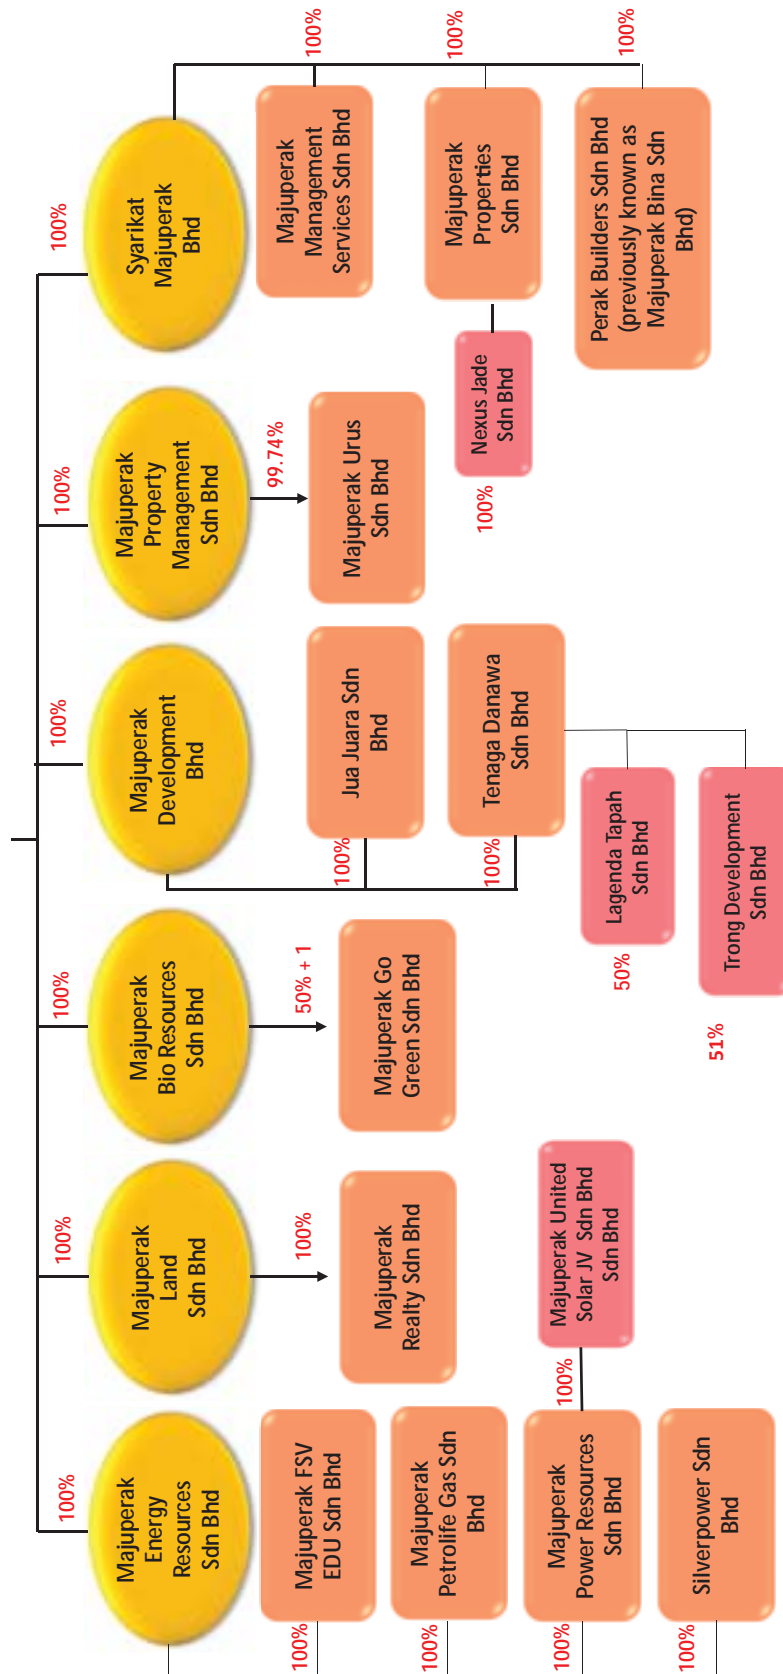 100%
100%
100%
100%
100%
100%
Majuperak
Energy
Resources
Sdn Bhd
Majuperak
Land
Sdn Bhd
Majuperak
Bio Resources
Sdn Bhd
Majuperak
Development
Bhd
Majuperak
Property
Management
Sdn Bhd
Syarikat
Majuperak
Bhd
100%
Majuperak FSV
EDU Sdn Bhd
100%
Majuperak
Petrolife Gas Sdn
Bhd
100%
Majuperak
Power Resources
Sdn Bhd
100%
Majuperak United
Solar JV Sdn Bhd
Sdn Bhd
100%
Silverpower Sdn
Bhd
100%
Majuperak
Realty Sdn Bhd
50% + 1
Majuperak Go
Green Sdn Bhd
100%
Jua Juara Sdn
Bhd
100%
Tenaga Danawa
Sdn Bhd
50%
Lagenda Tapah
Sdn Bhd
51%
Trong Development
Sdn Bhd
99.74%
Majuperak Urus
Sdn Bhd
Majuperak
Management
Services Sdn Bhd
100%
100%
Nexus Jade
Sdn Bhd
Majuperak
Properties
Sdn Bhd
100%
Perak Builders Sdn Bhd
(previously known as
Majuperak Bina Sdn
Bhd)
100%